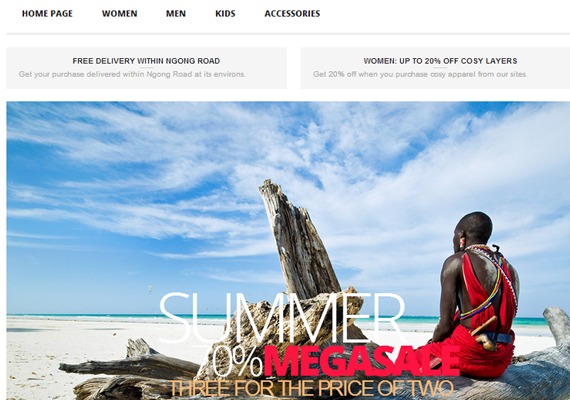 HOME PAGE WOMEN MEN KIDS ACCESSORIES
FREE DELIVERY WITHIN NGONG ROAD
Get your purchase delivered within Ngong Road at its environs.
WOMEN: UP TO 20% OFF COSY LAYERS
Get 20% off when you purchase cosy apparel from our sites.
SUMMER
70% MEGASALE
THREE FOR THE PRICE OF TWO